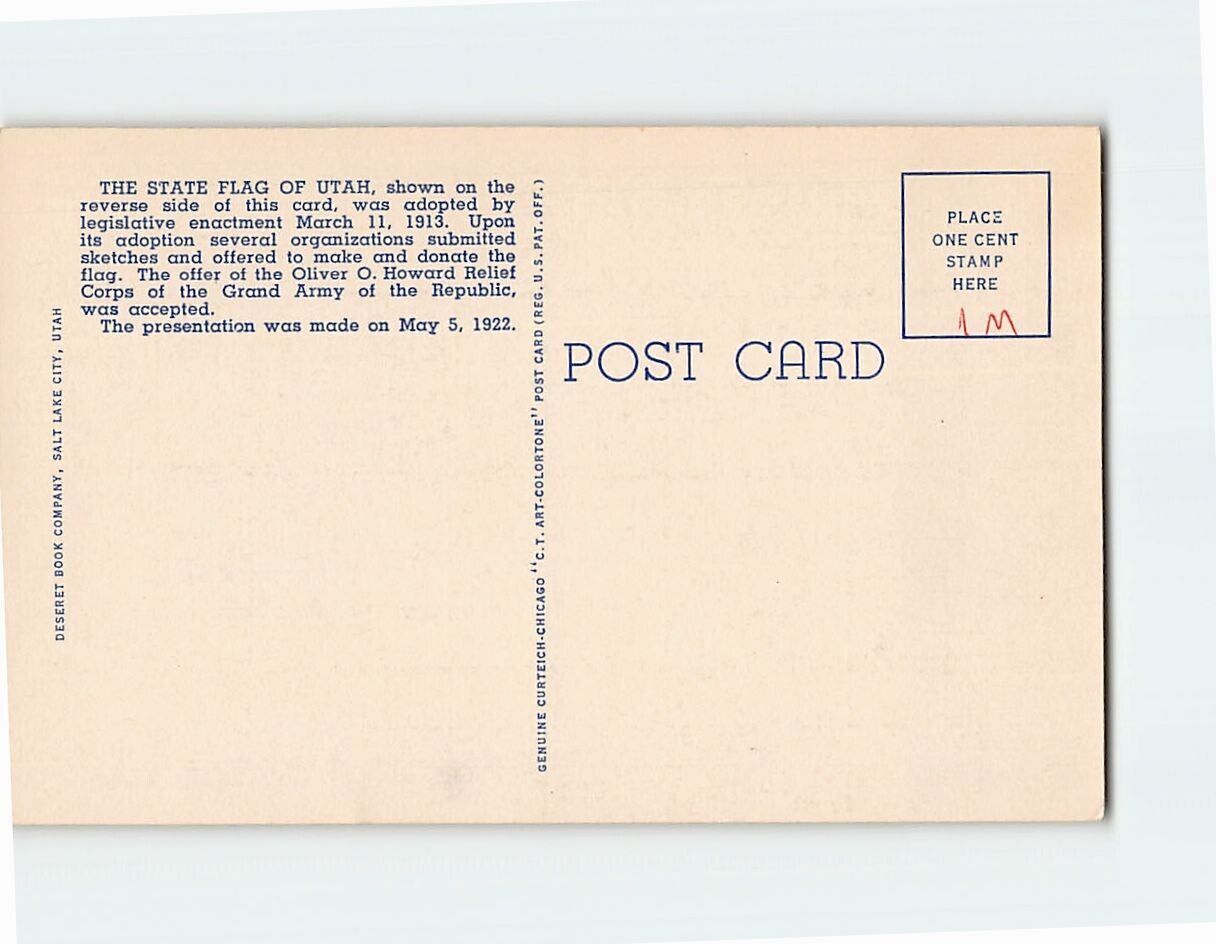 THE STATE FLAG OF UTAH, shown on the
reverse side of this card, was adopted by
legislative enactment March 11, 1913. Upon
its adoption several organizations submitted
sketches and offered to make and donate the
flag. The offer of the Oliver O. Howard Relief
Corps of the Grand Army of the Republic,
was accepted.
The presentation was made on May 5, 1922.
DESERET BOOK COMPANY, SALT LAKE CITY, UTAH
GENUINE CURTEICH-CHICAGO "C.T. ART-COLORTONE" POST CARD (REG. U.S. PAT. OFF.)
POST CARD
PLACE
ONE CENT
STAMP
HERE
1 M